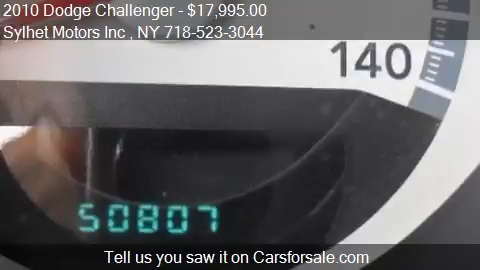 2010 Dodge Challenger - $17,995.00
Sylhet Motors Inc , NY 718-523-3044
140
50807
Tell us you saw it on Carsforsale.com